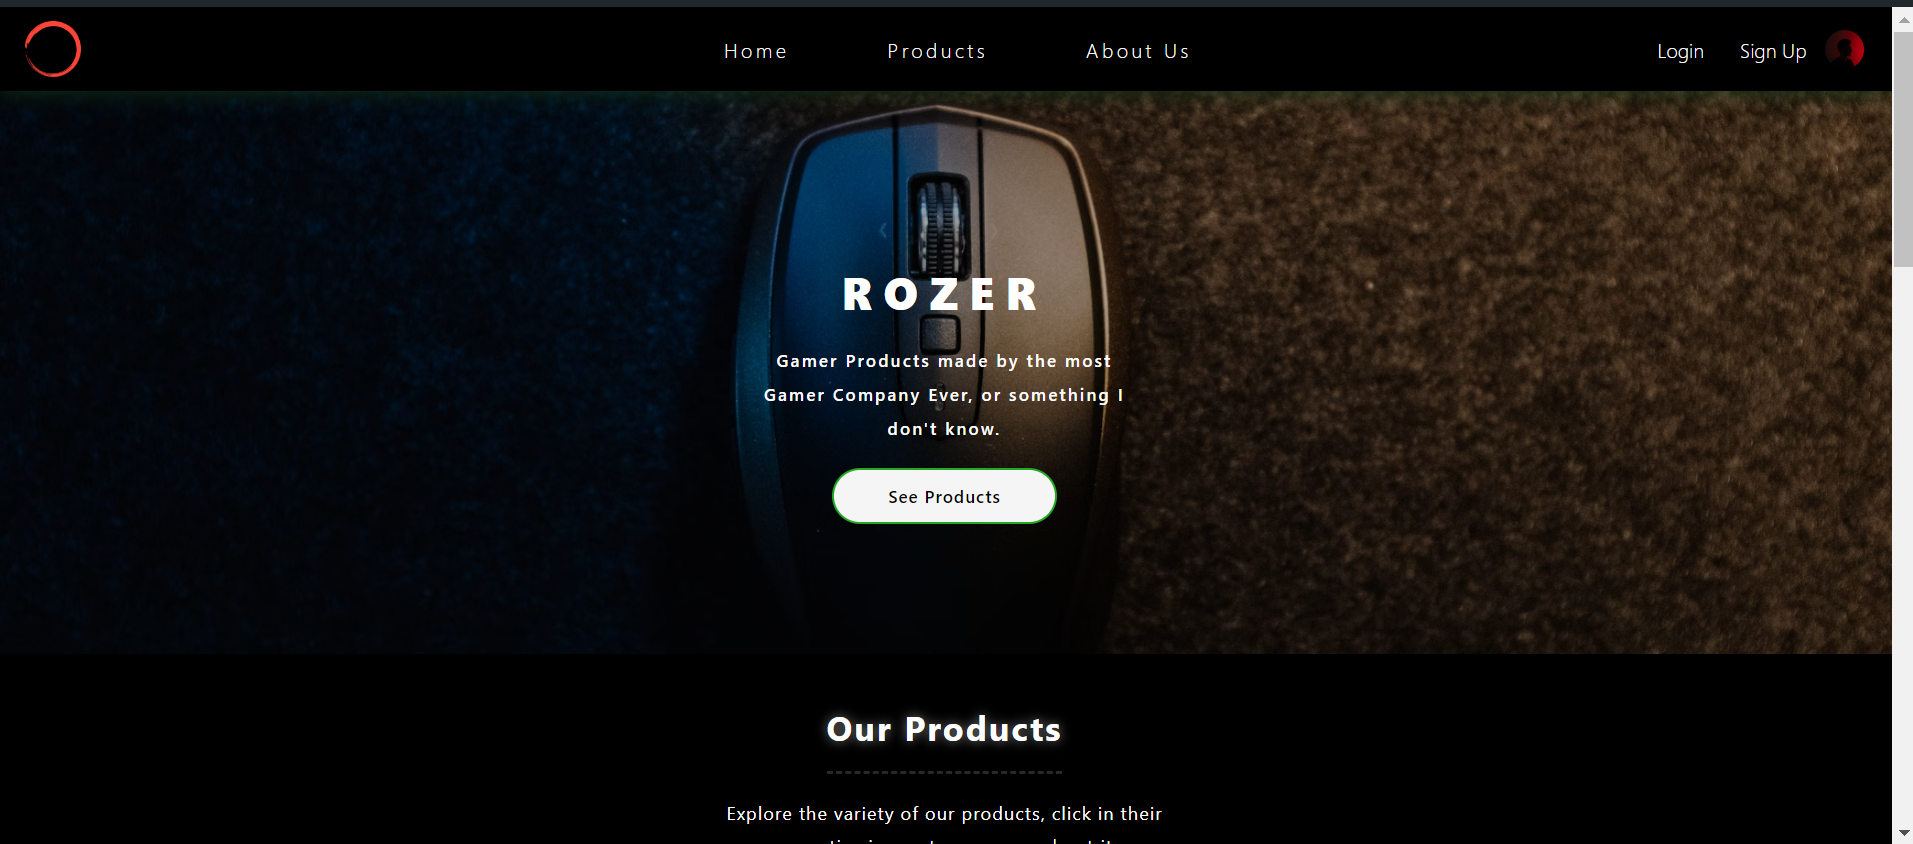 Home Products About Us Login Sign Up
ROZER
Gamer Products made by the most
Gamer Company Ever, or something I
don't know.
See Products
Our Products
Explore the variety of our products, click in their